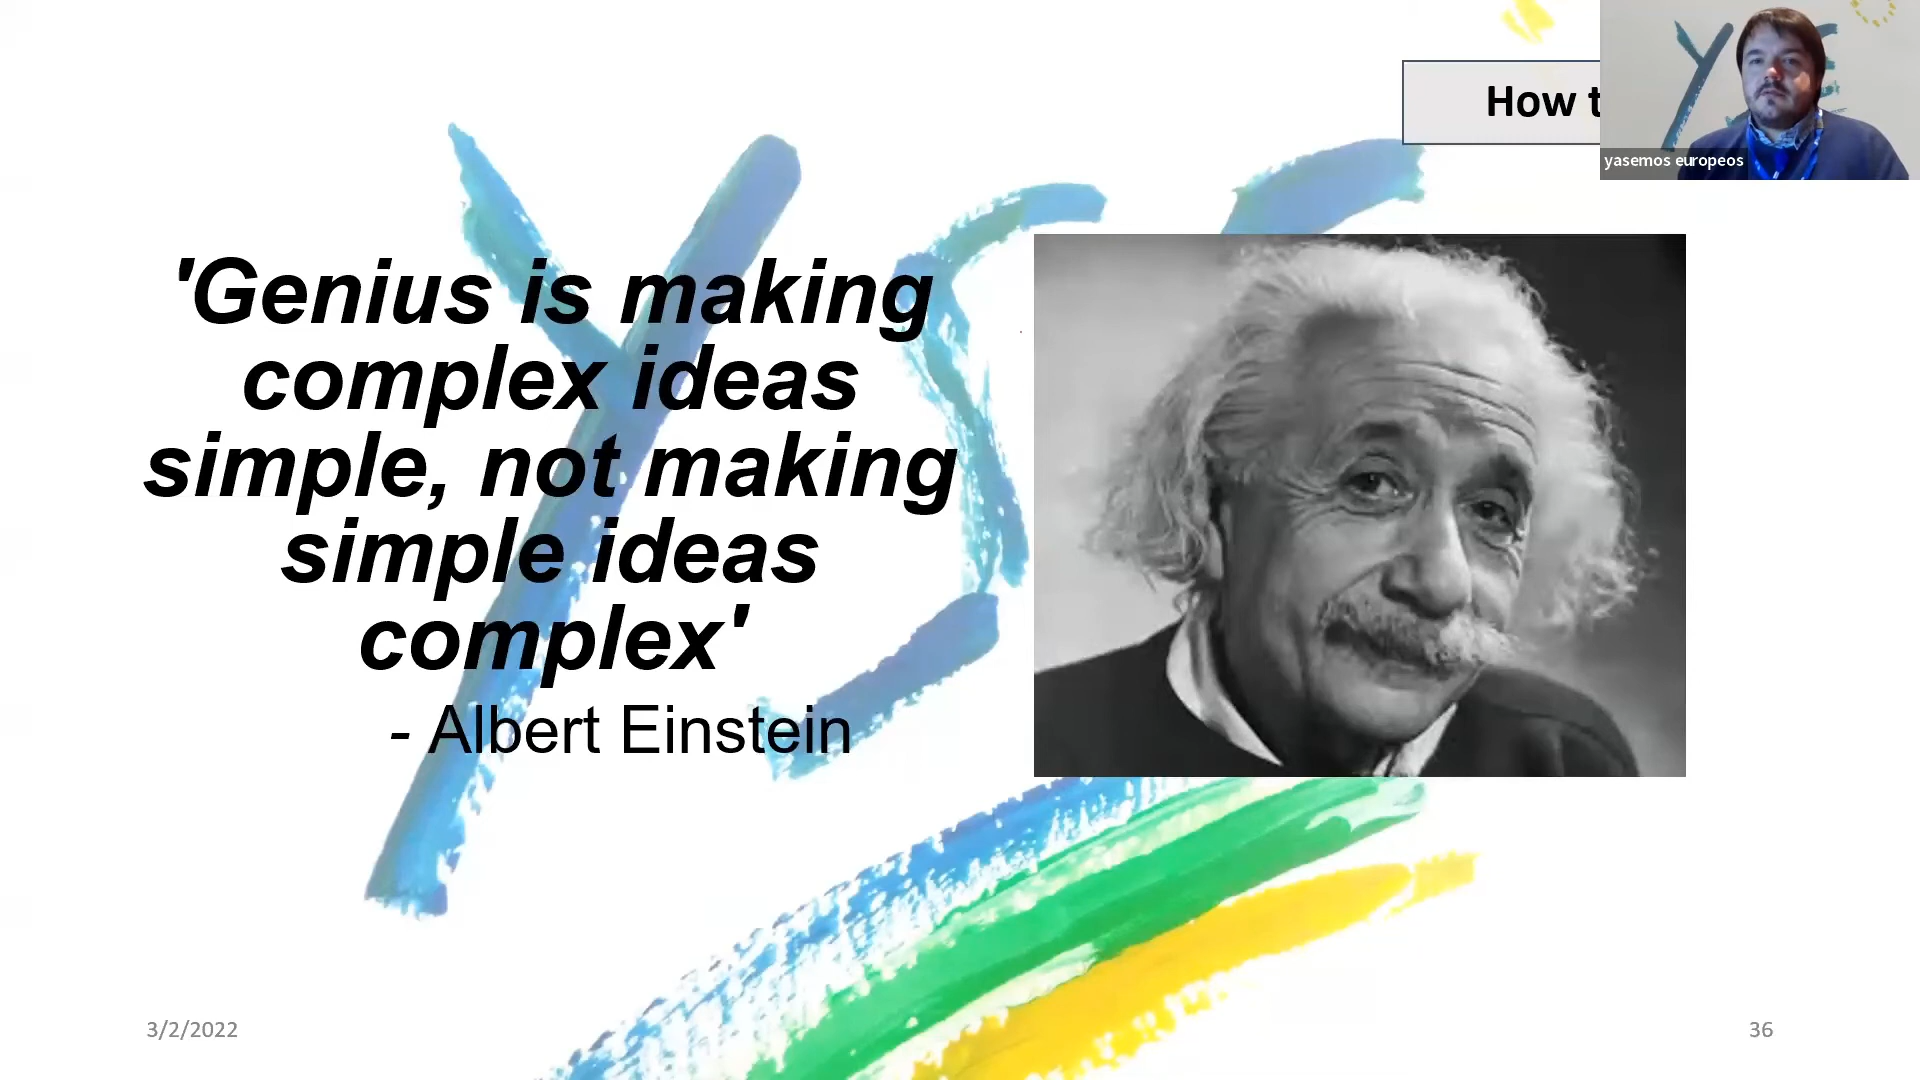 How t
yasemos europeos
'Genius is making
complex ideas
simple, not making
simple ideas
complex'
- Albert Einstein
3/2/2022
36